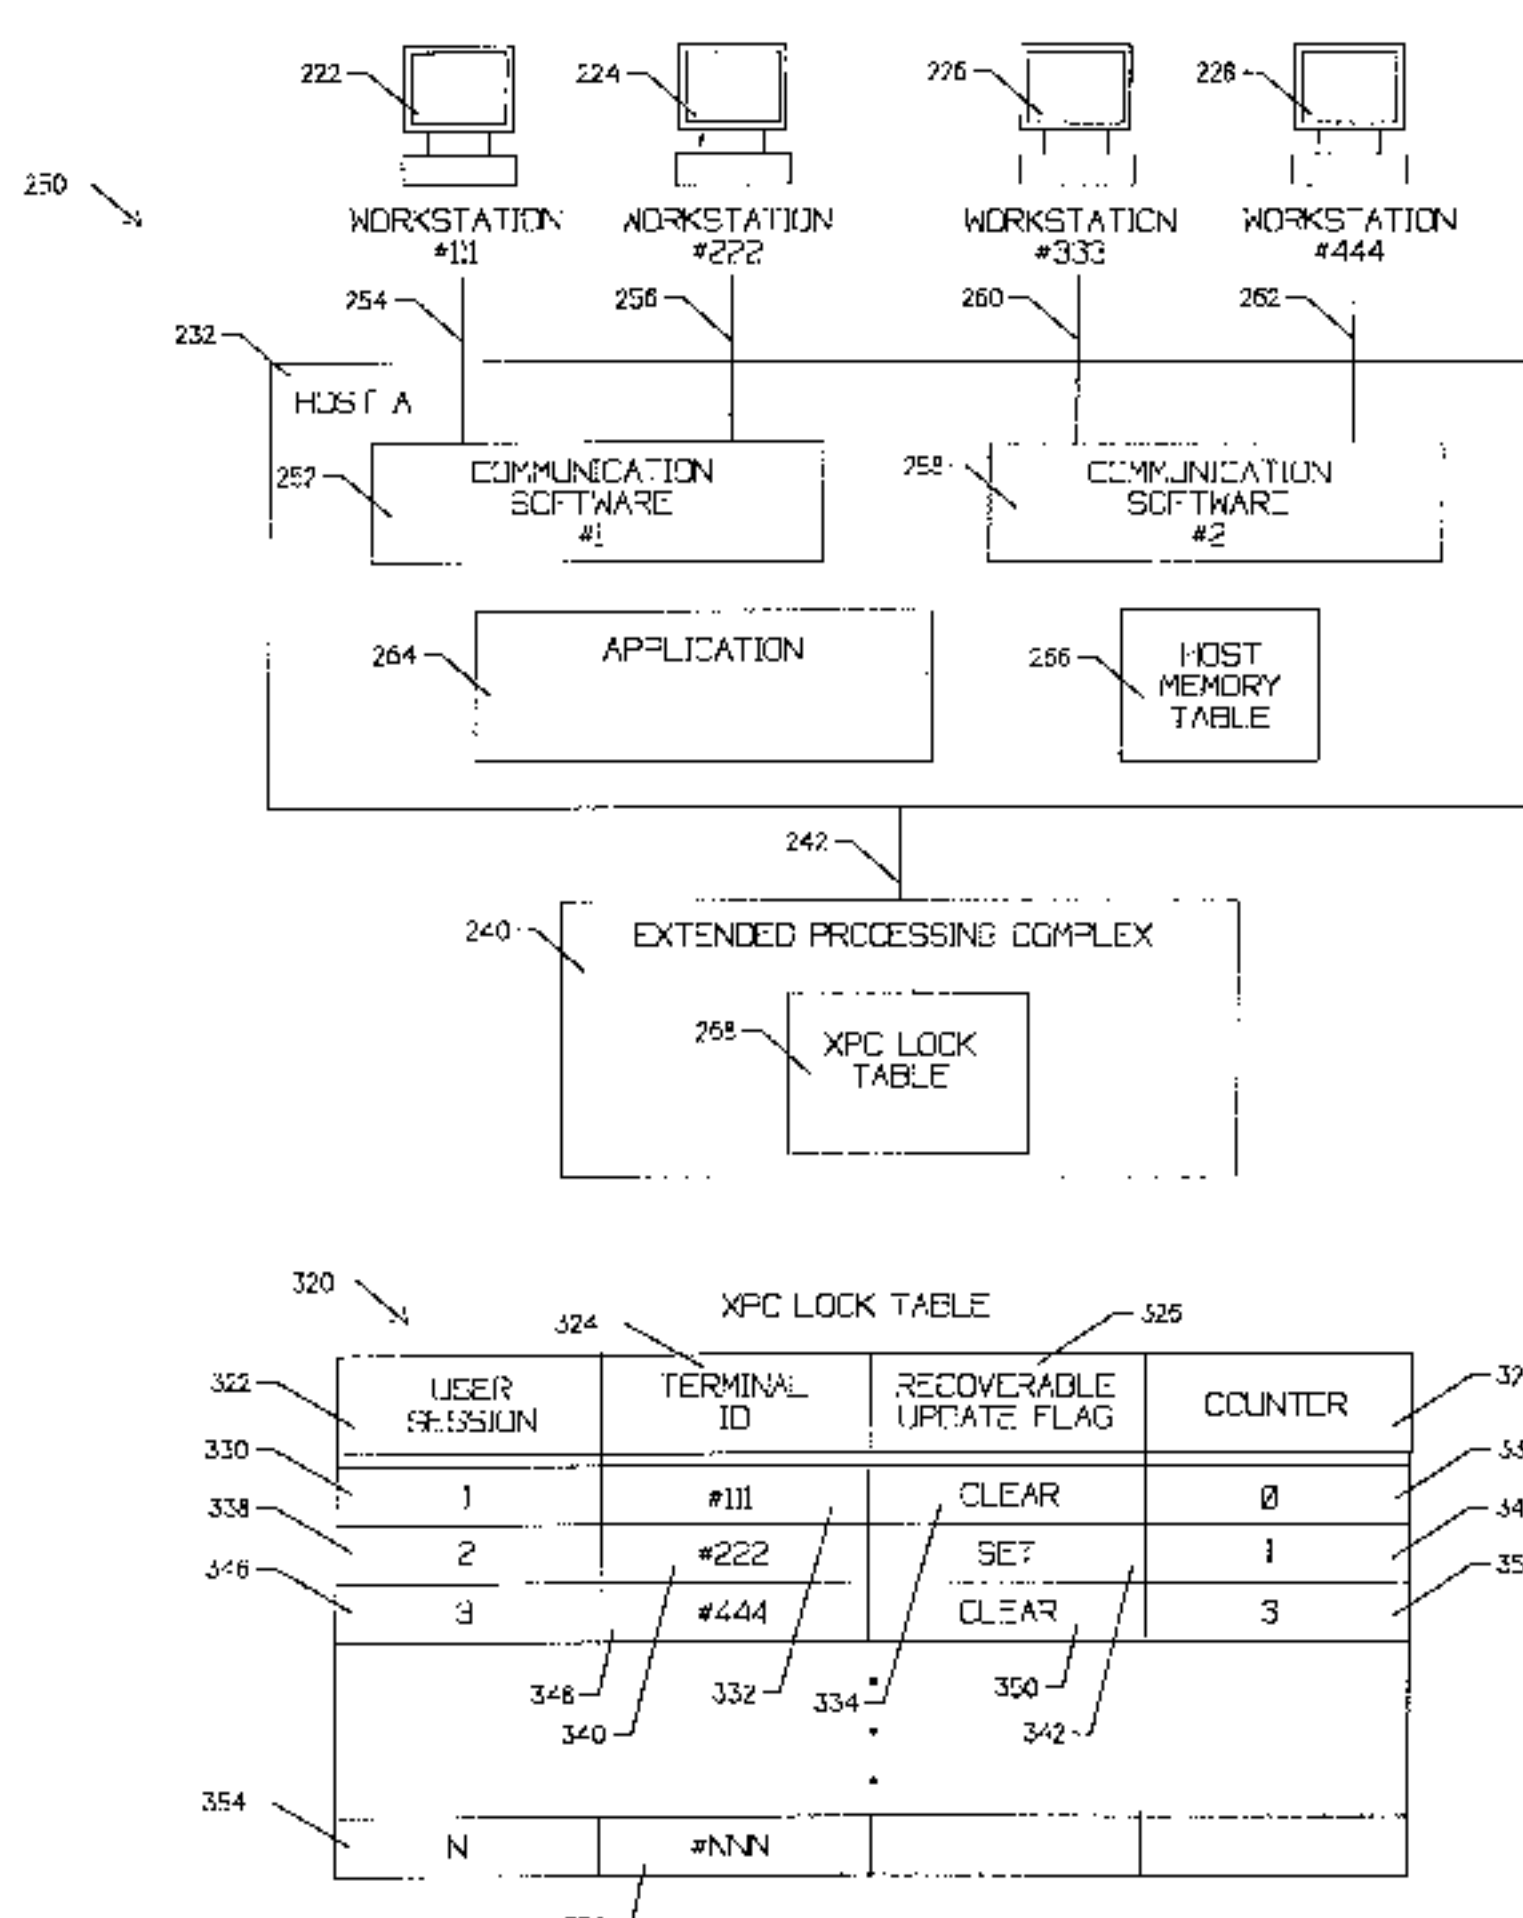 222
224
226
228
250
WORKSTATION
#111
WORKSTATION
#222
WORKSTATION
#333
WORKSTATION
#444
254
256
260
262
232
HOST A
252
COMMUNICATION
SOFTWARE
#1
258
COMMUNICATION
SOFTWARE
#2
264
APPLICATION
266
HOST
MEMORY
TABLE
242
240
EXTENDED PROCESSING COMPLEX
268
XPC LOCK
TABLE
320
XPC LOCK TABLE
324
326
322
USER
SESSION
TERMINAL
ID
RECOVERABLE
UPDATE FLAG
COUNTER
330
1
#111
CLEAR
0
338
2
#222
SET
1
346
3
#444
CLEAR
3
348
332
334
350
340
342
354
N
#NNN